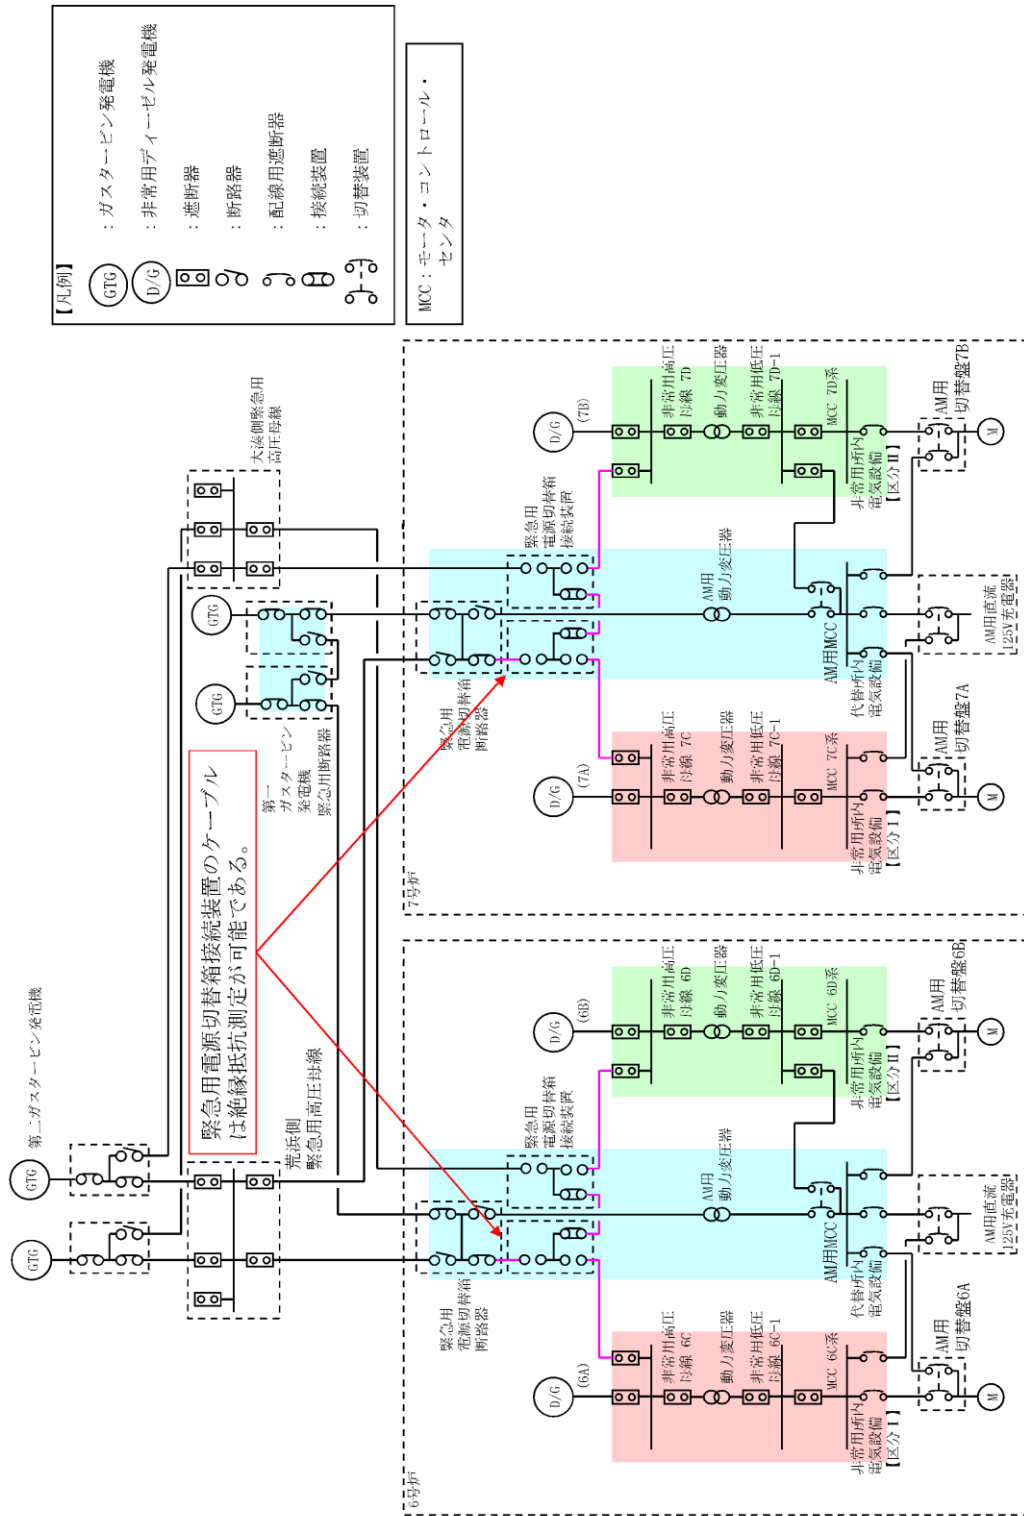 【凡例】
GTG
：ガスタービン発電機
D/G
：非常用ディーゼル発電機
：遮断器
：断路器
：配線用遮断器
：接続装置
：切替装置
MCC：モータ・コントロール・
センタ
第二ガスタービン発電機
GTG
GTG
荒浜側
緊急用高圧母線
緊急用電源切替箱接続装置のケーブル
は絶縁抵抗測定が可能である。
第一
ガスタービン
発電機
緊急用断路器
GTG
GTG
大湊側緊急用
高圧母線
6号炉
D/G
(6A)
緊急用
電源切替箱
断路器
緊急用
電源切替箱
接続装置
D/G
(6B)
非常用高圧
母線 6C
動力変圧器
非常用低圧
母線 6C-1
MCC 6C系
非常用所内
電気設備
【区分Ⅰ】
AM用
動力変圧器
AM用MCC
代替所内
電気設備
非常用高圧
母線 6D
動力変圧器
非常用低圧
母線 6D-1
MCC 6D系
非常用所内
電気設備
【区分Ⅱ】
AM用
切替盤6A
M
AM用直流
125V充電器
AM用
切替盤6B
M
7号炉
D/G
(7A)
緊急用
電源切替箱
断路器
緊急用
電源切替箱
接続装置
D/G
(7B)
非常用高圧
母線 7C
動力変圧器
非常用低圧
母線 7C-1
MCC 7C系
非常用所内
電気設備
【区分Ⅰ】
AM用
動力変圧器
AM用MCC
代替所内
電気設備
非常用高圧
母線 7D
動力変圧器
非常用低圧
母線 7D-1
MCC 7D系
非常用所内
電気設備
【区分Ⅱ】
AM用
切替盤7A
M
AM用直流
125V充電器
AM用
切替盤7B
M